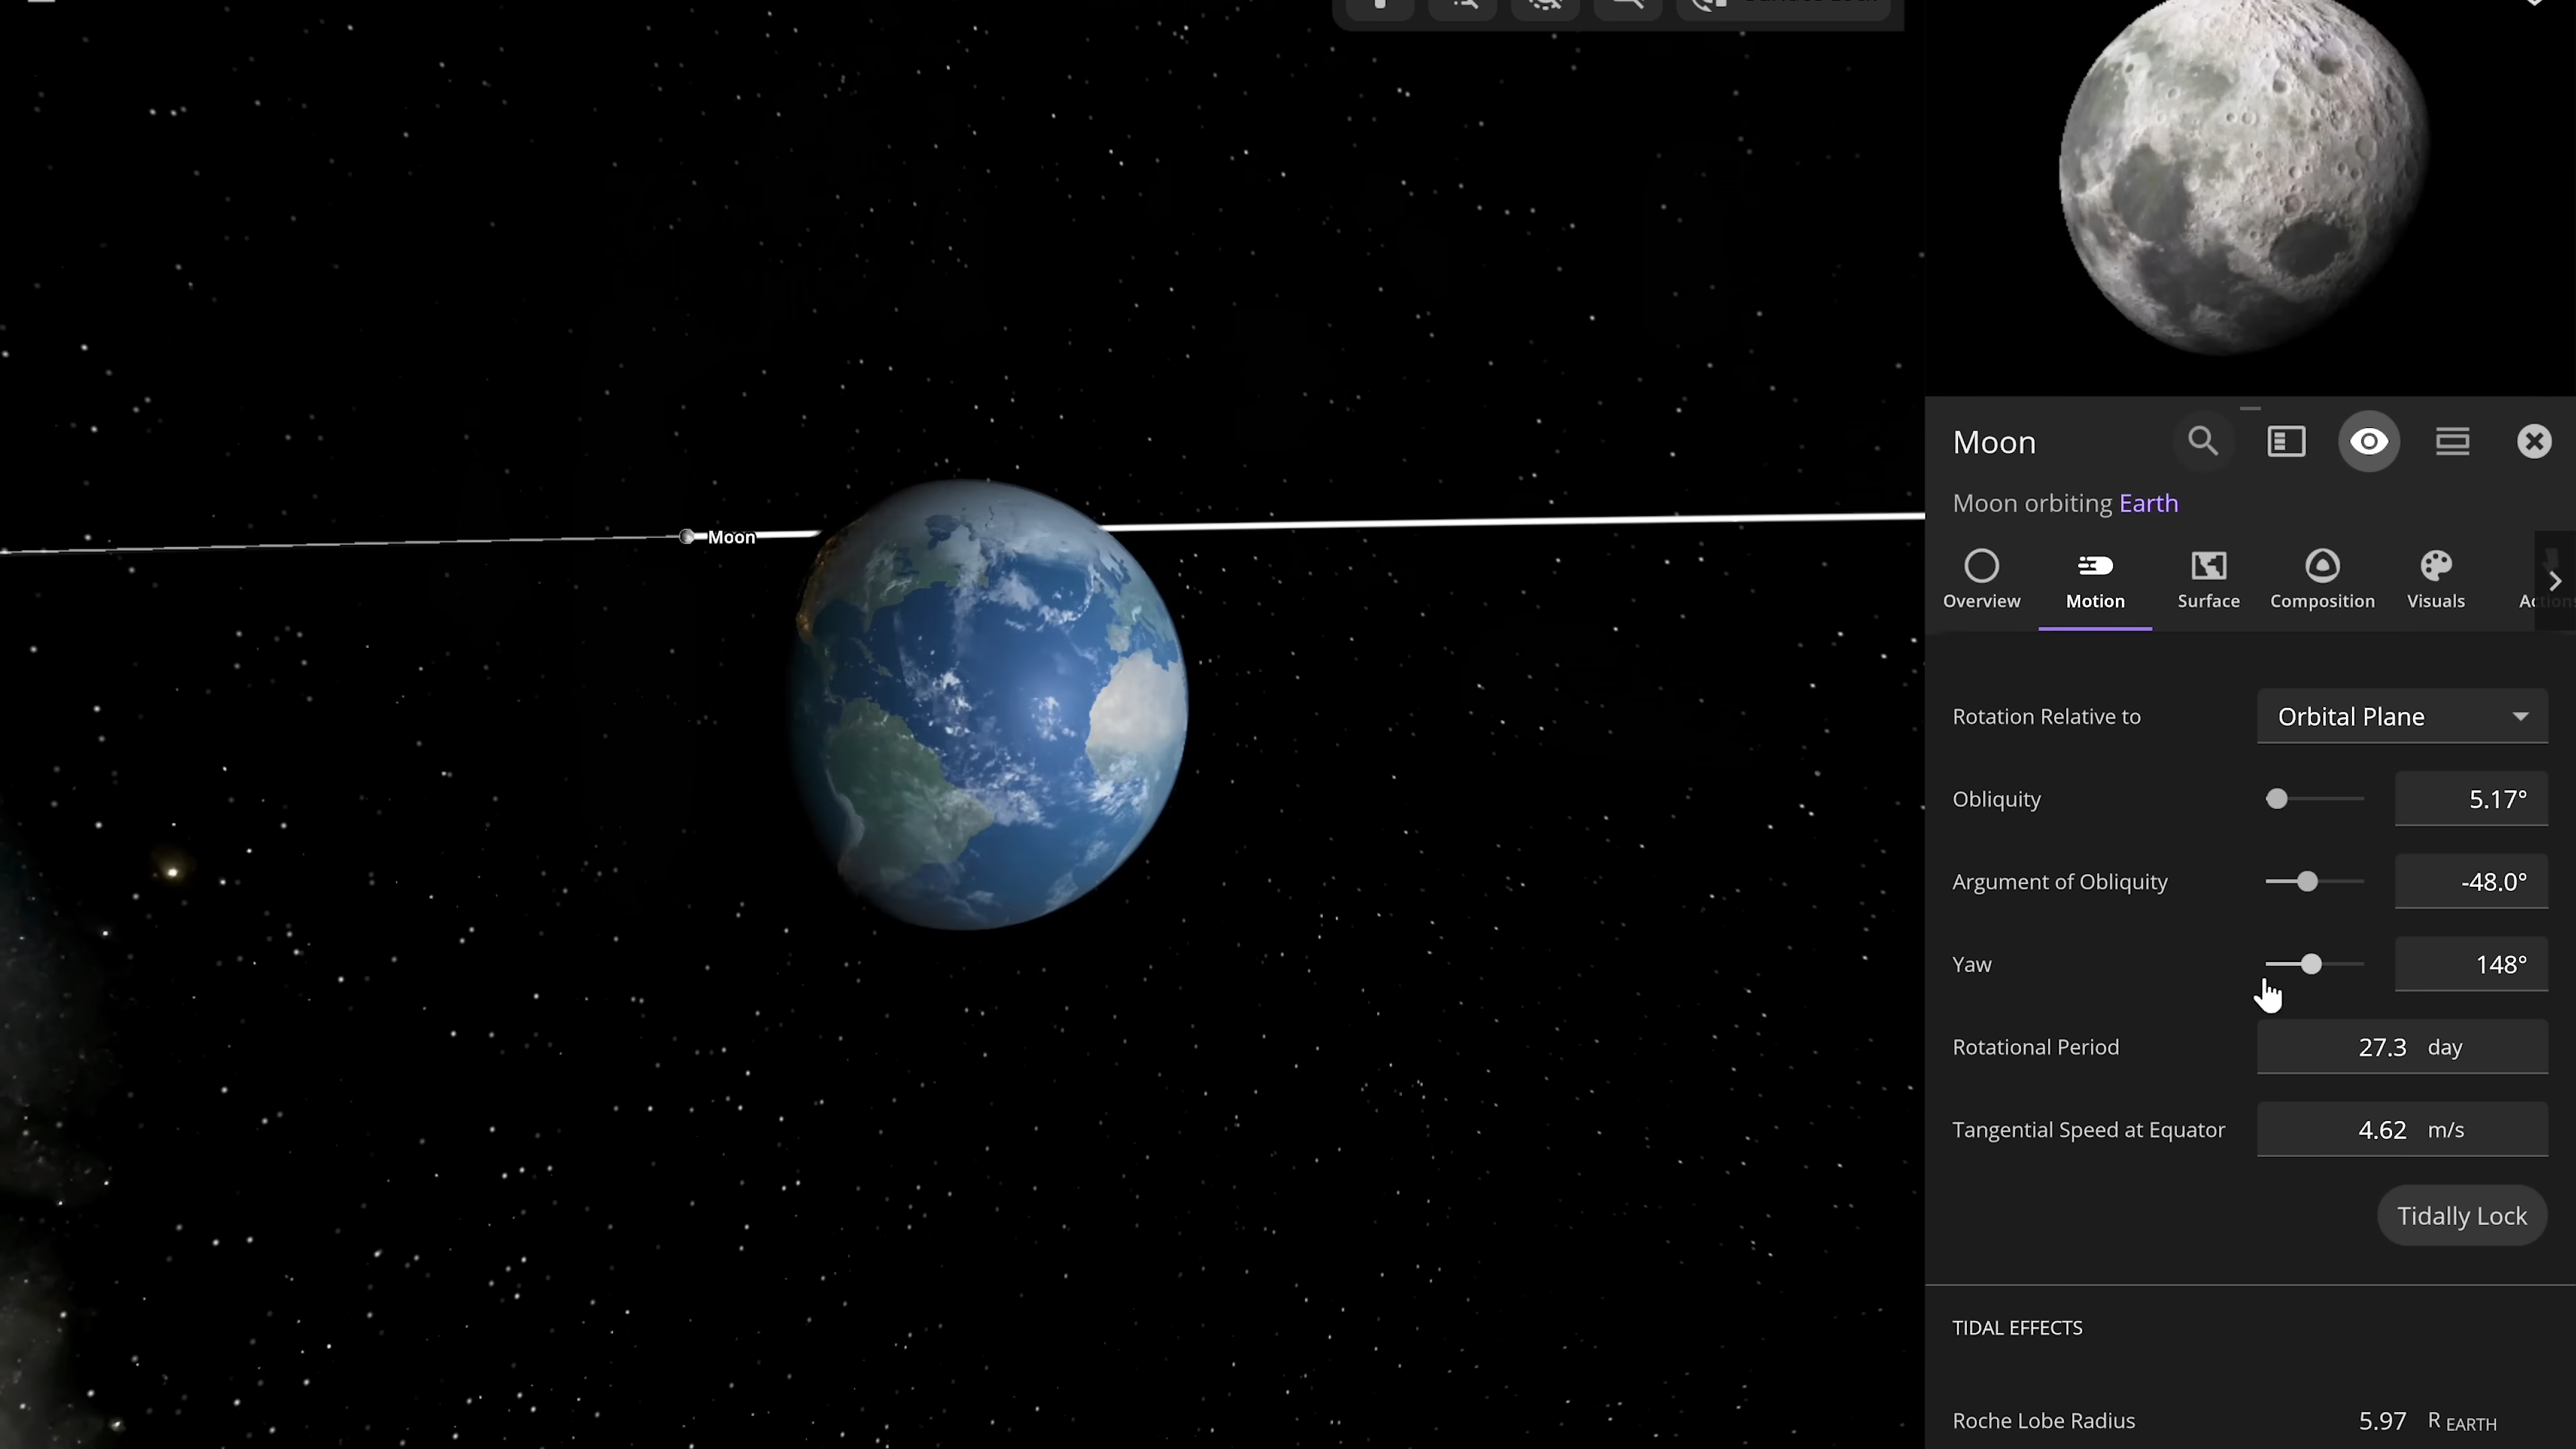 Moon
Moon
Moon orbiting Earth
Overview
Motion
Surface
Composition
Visuals
Rotation Relative to
Orbital Plane
Obliquity
5.17°
Argument of Obliquity
-48.0°
Yaw
148°
Rotational Period
27.3 day
Tangential Speed at Equator
4.62 m/s
Tidally Lock
TIDAL EFFECTS
Roche Lobe Radius
5.97 R EARTH